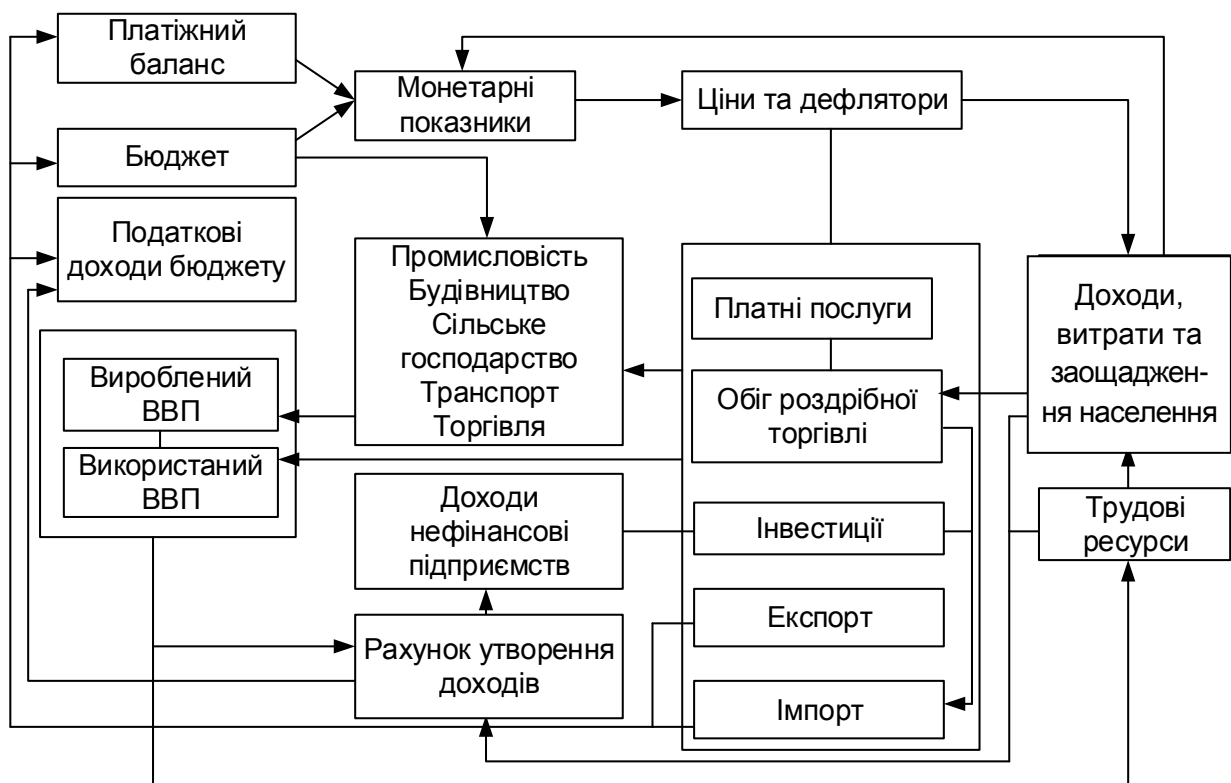 Платіжний
баланс
Монетарні
показники
Ціни та дефлятори
Бюджет
Податкові
доходи бюджету
Промисловість
Будівництво
Сільське
господарство
Транспорт
Торгівля
Платні послуги
Обіг роздрібної
торгівлі
Доходи,
витрати та
заощаджен-
ня населення
Вироблений
ВВП
Використаний
ВВП
Доходи
нефінансові
підприємств
Інвестиції
Трудові
ресурси
Експорт
Рахунок утворення
доходів
Імпорт